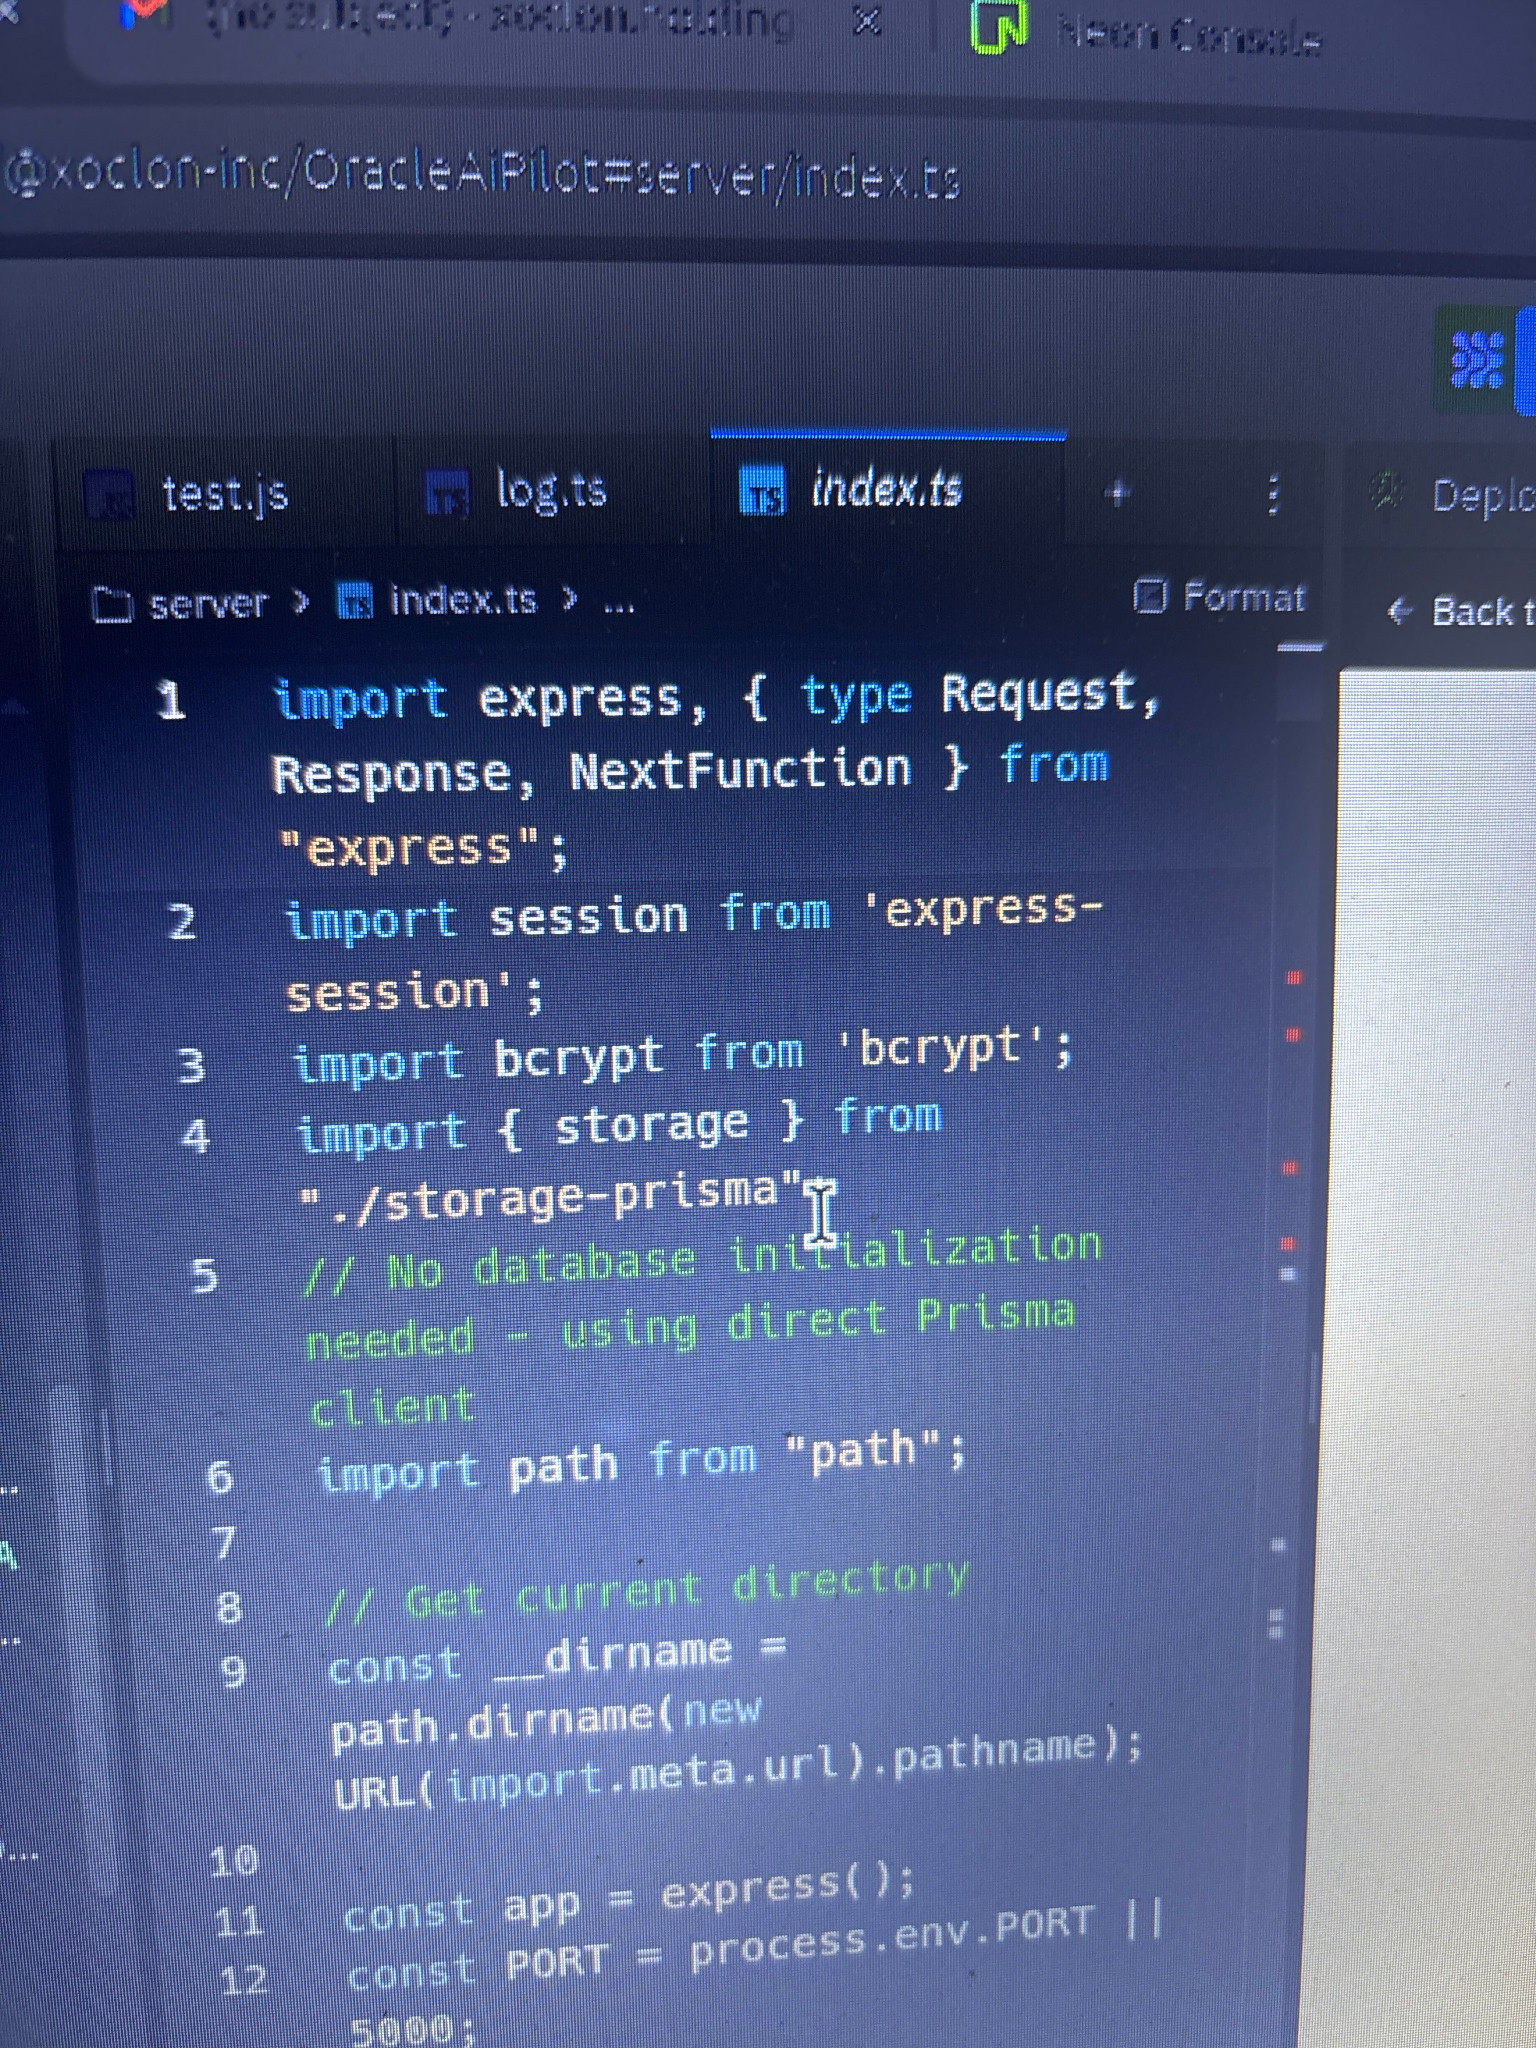 (no subject) - xoclon.holding
Neon Console
@xoclon-inc/OracleAiPilot#server/index.ts
test.js
log.ts
TS index.ts
+
Back t
server > TS index.ts > ...
Format
1 import express, { type Request,
Response, NextFunction } from
"express";
2 import session from 'express-
session';
3 import bcrypt from 'bcrypt';
4 import { storage } from
"./storage-prisma"
5 // No database initialization
needed - using direct Prisma
client
6 import path from "path";
7
8 // Get current directory
9 const __dirname =
path.dirname(new
URL(import.meta.url).pathname);
10
11 const app = express();
12 const PORT = process.env.PORT ||
5000;